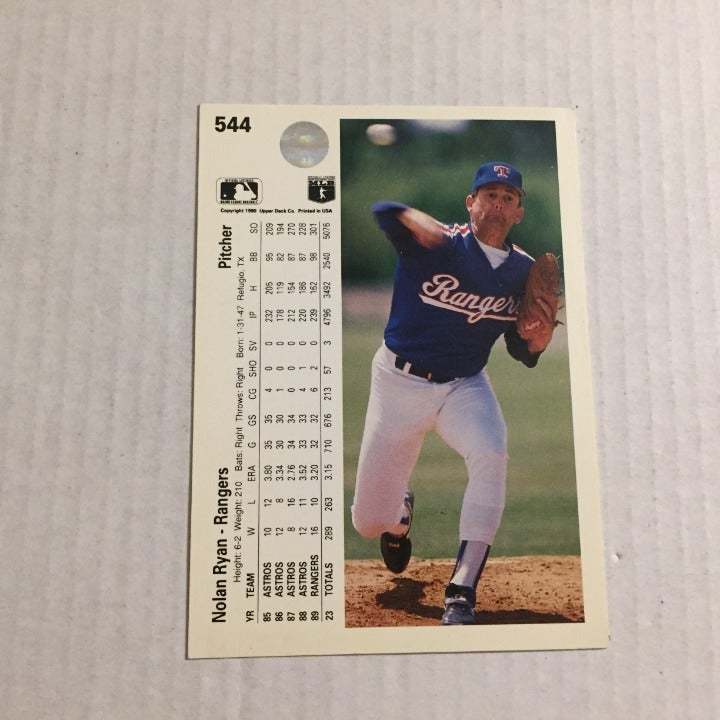 544
Copyright 1990 Upper Deck Co. Printed in USA
Nolan Ryan - Rangers Pitcher
Height: 6-2 Weight: 210 Bats: Right Throws: Right Born: 1-31-47 Refugio, TX
YR TEAM W L ERA G GS CG SHO SV IP H BB SO
85 ASTROS 10 12 3.80 35 35 4 0 0 232 205 95 209
86 ASTROS 12 8 3.34 30 30 1 0 0 178 119 82 194
87 ASTROS 8 16 2.76 34 34 0 0 0 212 154 87 270
88 ASTROS 12 11 3.52 33 33 4 1 0 220 186 87 228
89 RANGERS 16 10 3.20 32 32 6 2 0 239 162 98 301
23 TOTALS 289 263 3.15 710 676 213 57 3 4796 3492 2540 5076
T
Rangers